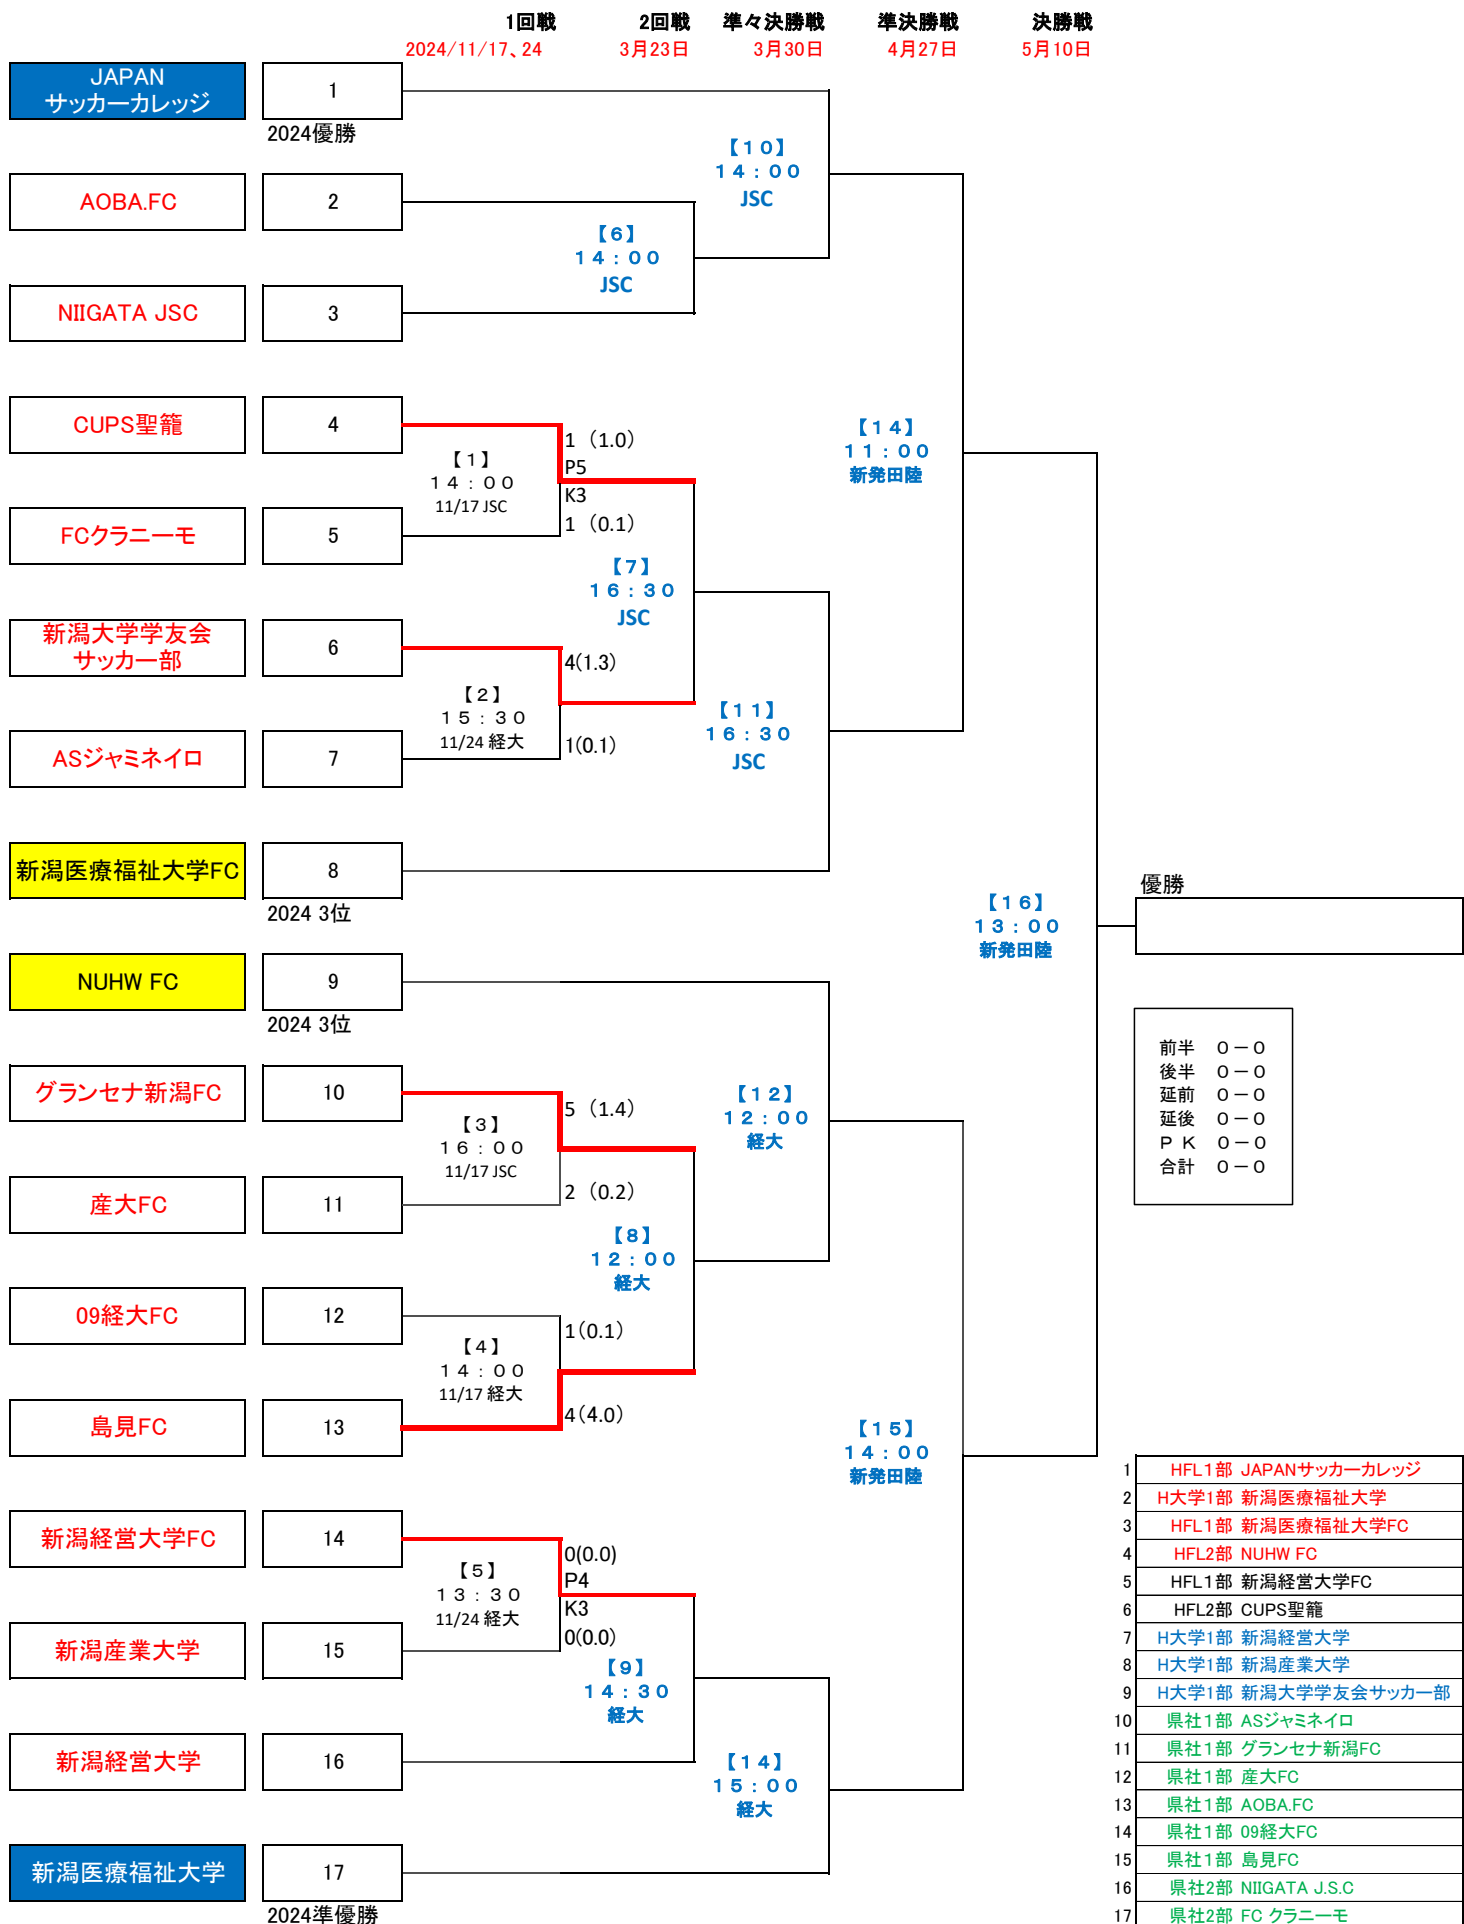 1回戦 2回戦 準々決勝戦 準決勝戦 決勝戦
2024/11/17、24 3月23日 3月30日 4月27日 5月10日
JAPAN
サッカーカレッジ
1
2024優勝
【10】
14：00
JSC
AOBA.FC
2
【6】
14：00
JSC
NIIGATA JSC
3
CUPS聖籠
4
1（1.0）
P5
K3
1（0.1）
【1】
14：00
11/17 JSC
【14】
11：00
新発田陸
FCクラニーモ
5
【7】
16：30
JSC
新潟大学学友会
サッカー部
6
4(1.3)
【2】
15：30
11/24 経大
1(0.1)
【11】
16：30
JSC
ASジャミネイロ
7
新潟医療福祉大学FC
8
2024 3位
優勝
【16】
13：00
新発田陸
NUHW FC
9
2024 3位
前半 0－0
後半 0－0
延前 0－0
延後 0－0
PK 0－0
合計 0－0
グランセナ新潟FC
10
5（1.4）
【3】
16：00
11/17 JSC
2（0.2）
【12】
12：00
経大
産大FC
11
【8】
12：00
経大
09経大FC
12
1(0.1)
【4】
14：00
11/17 経大
4(4.0)
島見FC
13
【15】
14：00
新発田陸
新潟経営大学FC
14
0(0.0)
P4
K3
0(0.0)
【5】
13：30
11/24 経大
新潟産業大学
15
【9】
14：30
経大
新潟経営大学
16
【14】
15：00
経大
新潟医療福祉大学
17
2024準優勝
1 HFL1部 JAPANサッカーカレッジ
2 H大学1部 新潟医療福祉大学
3 HFL1部 新潟医療福祉大学FC
4 HFL2部 NUHW FC
5 HFL1部 新潟経営大学FC
6 HFL2部 CUPS聖籠
7 H大学1部 新潟経営大学
8 H大学1部 新潟産業大学
9 H大学1部 新潟大学学友会サッカー部
10 県社1部 ASジャミネイロ
11 県社1部 グランセナ新潟FC
12 県社1部 産大FC
13 県社1部 AOBA.FC
14 県社1部 09経大FC
15 県社1部 島見FC
16 県社2部 NIIGATA J.S.C
17 県社2部 FC クラニーモ